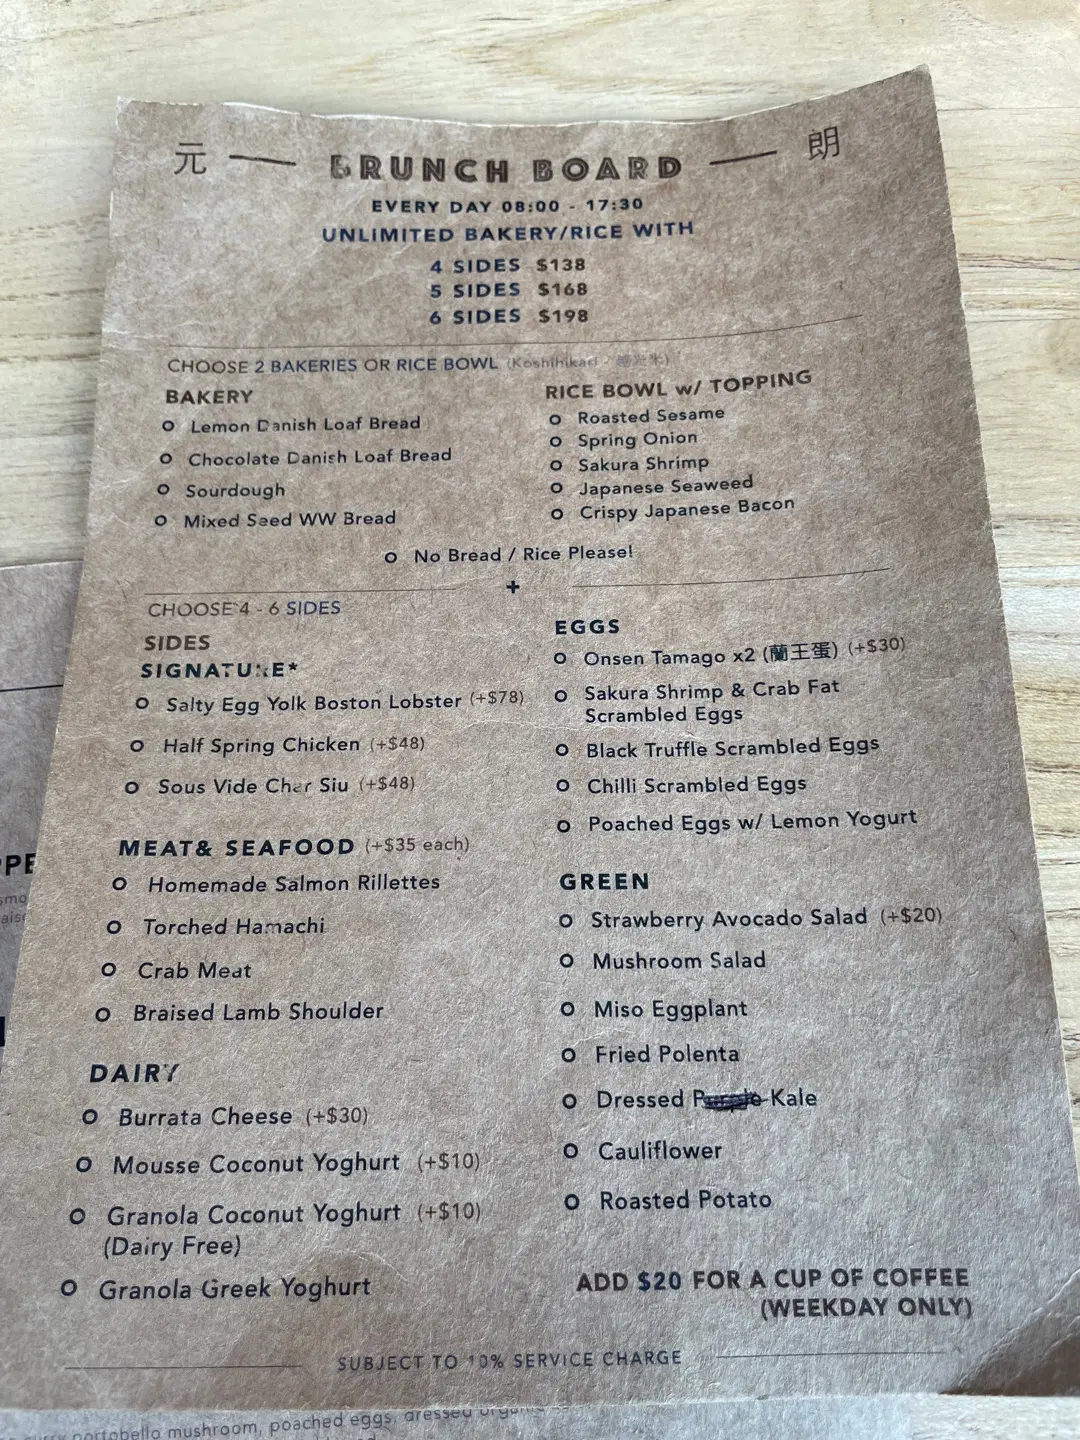 元 BRUNCH BOARD 朗
EVERY DAY 08:00 - 17:30
UNLIMITED BAKERY/RICE WITH
4 SIDES $138
5 SIDES $168
6 SIDES $198
CHOOSE 2 BAKERIES OR RICE BOWL (Koshihikari - 越光米)
BAKERY
Lemon Danish Loaf Bread
Chocolate Danish Loaf Bread
Sourdough
Mixed Seed WW Bread
RICE BOWL w/ TOPPING
Roasted Sesame
Spring Onion
Sakura Shrimp
Japanese Seaweed
Crispy Japanese Bacon
No Bread / Rice Please!
+
CHOOSE 4 - 6 SIDES
SIDES
SIGNATURE*
Salty Egg Yolk Boston Lobster (+$78)
Half Spring Chicken (+$48)
Sous Vide Char Siu (+$48)
MEAT& SEAFOOD (+$35 each)
Homemade Salmon Rillettes
Torched Hamachi
Crab Meat
Braised Lamb Shoulder
DAIRY
Burrata Cheese (+$30)
Mousse Coconut Yoghurt (+$10)
Granola Coconut Yoghurt (+$10)
(Dairy Free)
Granola Greek Yoghurt
EGGS
Onsen Tamago x2 (蘭王蛋) (+$30)
Sakura Shrimp & Crab Fat
Scrambled Eggs
Black Truffle Scrambled Eggs
Chilli Scrambled Eggs
Poached Eggs w/ Lemon Yogurt
GREEN
Strawberry Avocado Salad (+$20)
Mushroom Salad
Miso Eggplant
Fried Polenta
Dressed Purple Kale
Cauliflower
Roasted Potato
ADD $20 FOR A CUP OF COFFEE
(WEEKDAY ONLY)
SUBJECT TO 10% SERVICE CHARGE
portobello mushroom, poached eggs, dressed